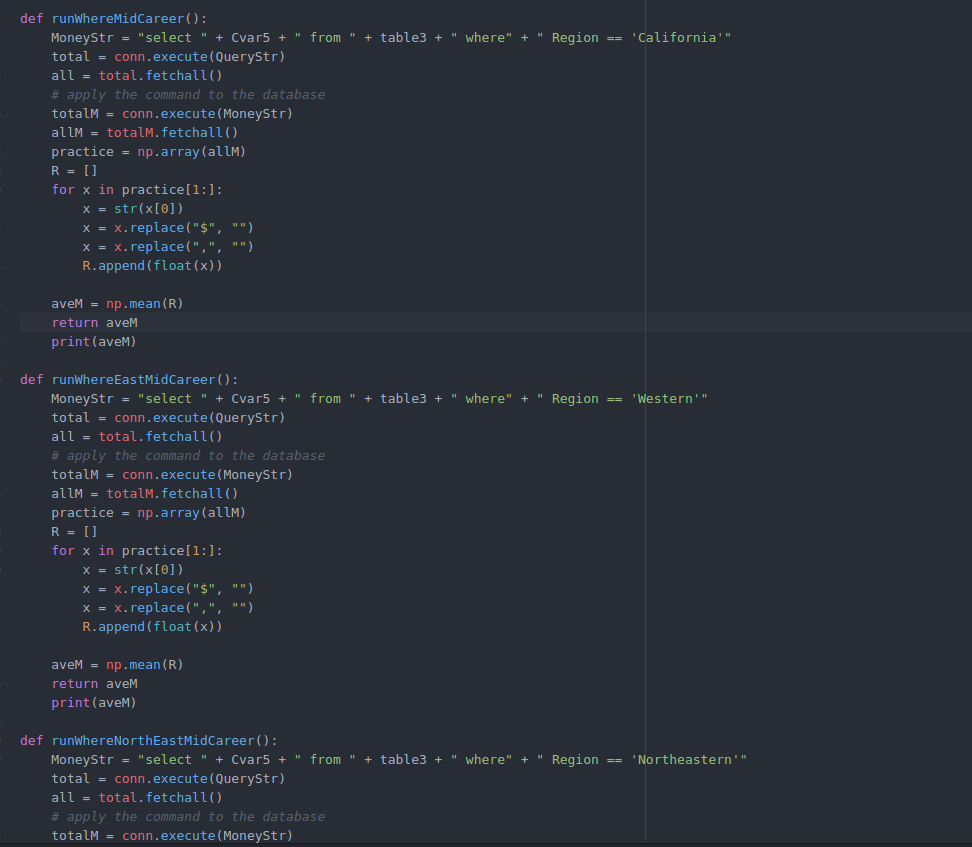 def runWhereMidCareer():
    MoneyStr = "select " + Cvar5 + " from " + table3 + " where" + " Region == 'California'"
    total = conn.execute(QueryStr)
    all = total.fetchall()
    # apply the command to the database
    totalM = conn.execute(MoneyStr)
    allM = totalM.fetchall()
    practice = np.array(allM)
    R = []
    for x in practice[1:]:
        x = str(x[0])
        x = x.replace("$", "")
        x = x.replace(",", "")
        R.append(float(x))

    aveM = np.mean(R)
    return aveM
    print(aveM)

def runWhereEastMidCareer():
    MoneyStr = "select " + Cvar5 + " from " + table3 + " where" + " Region == 'Western'"
    total = conn.execute(QueryStr)
    all = total.fetchall()
    # apply the command to the database
    totalM = conn.execute(MoneyStr)
    allM = totalM.fetchall()
    practice = np.array(allM)
    R = []
    for x in practice[1:]:
        x = str(x[0])
        x = x.replace("$", "")
        x = x.replace(",", "")
        R.append(float(x))

    aveM = np.mean(R)
    return aveM
    print(aveM)

def runWhereNorthEastMidCareer():
    MoneyStr = "select " + Cvar5 + " from " + table3 + " where" + " Region == 'Northeastern'"
    total = conn.execute(QueryStr)
    all = total.fetchall()
    # apply the command to the database
    totalM = conn.execute(MoneyStr)